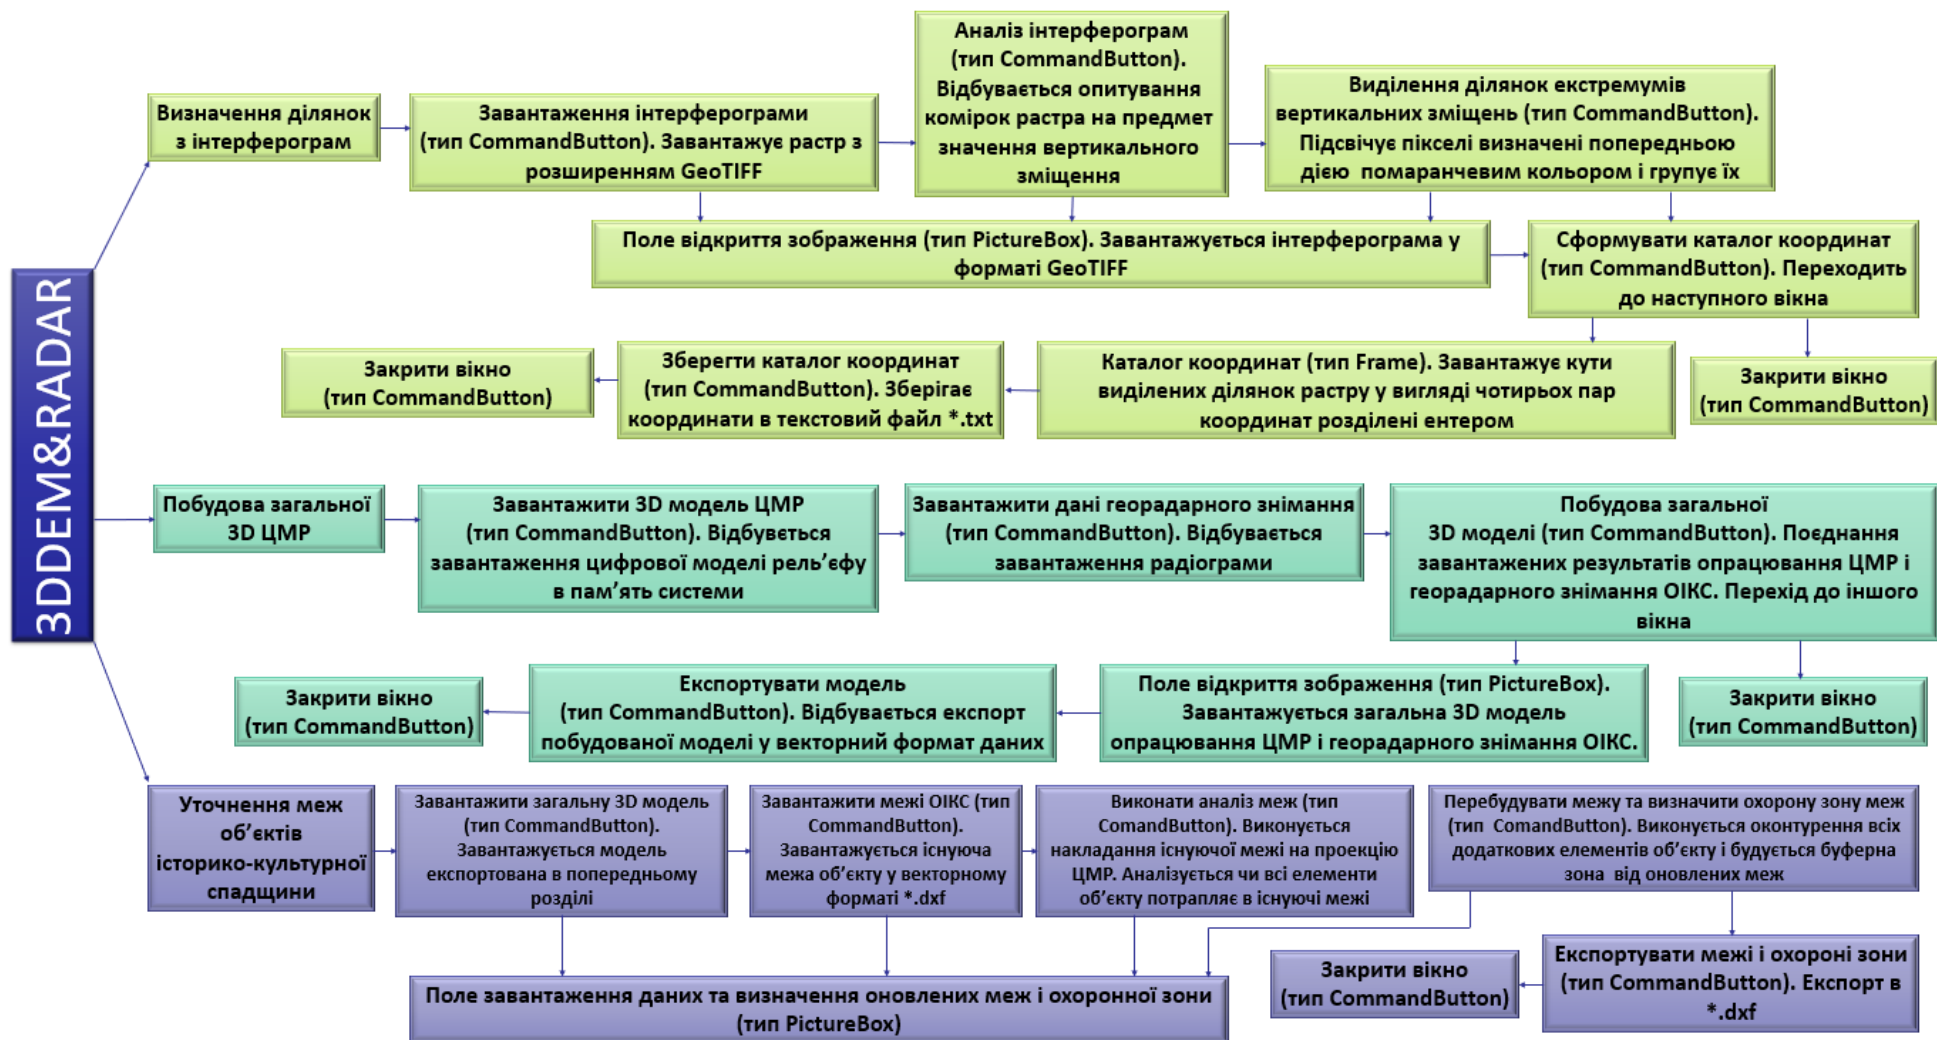 3DDEM&RADAR
Визначення ділянок
з інтерферограм
Завантаження інтерферограми
(тип CommandButton). Завантажує растр з
розширенням GeoTIFF
Аналіз інтерферограм
(тип CommandButton).
Відбувається опитування
комірок растра на предмет
значення вертикального
зміщення
Виділення ділянок екстремумів
вертикальних зміщень (тип CommandButton).
Підсвічує пікселі визначені попередньою
дією помаранчевим кольором і групує їх
Поле відкриття зображення (тип PictureBox). Завантажується інтерферограма у
форматі GeoTIFF
Сформувати каталог координат
(тип CommandButton). Переходить
до наступного вікна
Закрити вікно
(тип CommandButton)
Зберегти каталог координат
(тип CommandButton). Зберігає
координати в текстовий файл *.txt
Каталог координат (тип Frame). Завантажує кути
виділених ділянок растру у вигляді чотирьох пар
координат розділені ентером
Закрити вікно
(тип CommandButton)
Побудова загальної
3D ЦМР
Завантажити 3D модель ЦМР
(тип CommandButton). Відбувється
завантаження цифрової моделі рель’єфу
в пам’ять системи
Завантажити дані георадарного знімання
(тип CommandButton). Відбувається
завантаження радіограми
Побудова загальної
3D моделі (тип CommandButton). Поєднання
завантажених результатів опрацювання ЦМР і
георадарного знімання ОІКС. Перехід до іншого
вікна
Закрити вікно
(тип CommandButton)
Експортувати модель
(тип CommandButton). Відбувається експорт
побудованої моделі у векторний формат даних
Поле відкриття зображення (тип PictureBox).
Завантажується загальна 3D модель
опрацювання ЦМР і георадарного знімання ОІКС.
Закрити вікно
(тип CommandButton)
Уточнення меж
об’єктів
історико-культурної
спадщини
Завантажити загальну 3D модель
(тип CommandButton).
Завантажується модель
експортована в попередньому
розділі
Завантажити межі ОІКС (тип
CommandButton).
Завантажується існуюча
межа об’єкту у векторному
форматі *.dxf
Виконати аналіз меж (тип
ComandButton). Виконується
накладання існуючої межі на проекцію
ЦМР. Аналізується чи всі елементи
об’єкту потрапляє в існуючі межі
Перебудувати межу та визначити охорону зону меж
(тип ComandButton). Виконується оконтурення всіх
додаткових елементів об’єкту і будується буферна
зона від оновлених меж
Поле завантаження даних та визначення оновлених меж і охоронної зони
(тип PictureBox)
Закрити вікно
(тип CommandButton)
Експортувати межі і охороні зони
(тип CommandButton). Експорт в
*.dxf